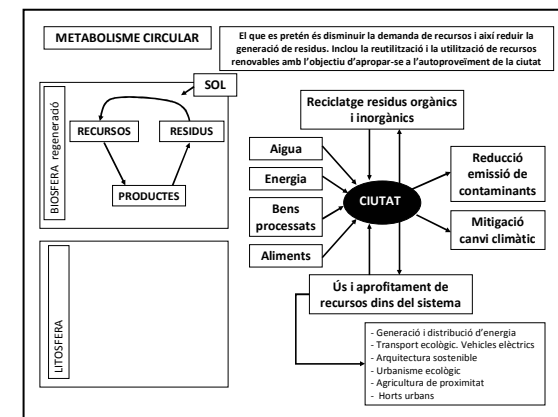 METABOLISME CIRCULAR
El que es pretén és disminuir la demanda de recursos i així reduir la
generació de residus. Inclou la reutilització i la utilització de recursos
renovables amb l'objectiu d'apropar-se a l'autoproveïment de la ciutat
BIOSFERA regeneració
SOL
RECURSOS
RESIDUS
PRODUCTES
LITOSFERA
Reciclatge residus orgànics
i inorgànics
Aigua
Energia
Bens
processats
Aliments
CIUTAT
Reducció
emissió de
contaminants
Mitigació
canvi climàtic
Ús i aprofitament de
recursos dins del sistema
- Generació i distribució d'energia
- Transport ecològic. Vehicles elèctrics
- Arquitectura sostenible
- Urbanisme ecològic
- Agricultura de proximitat
- Horts urbans